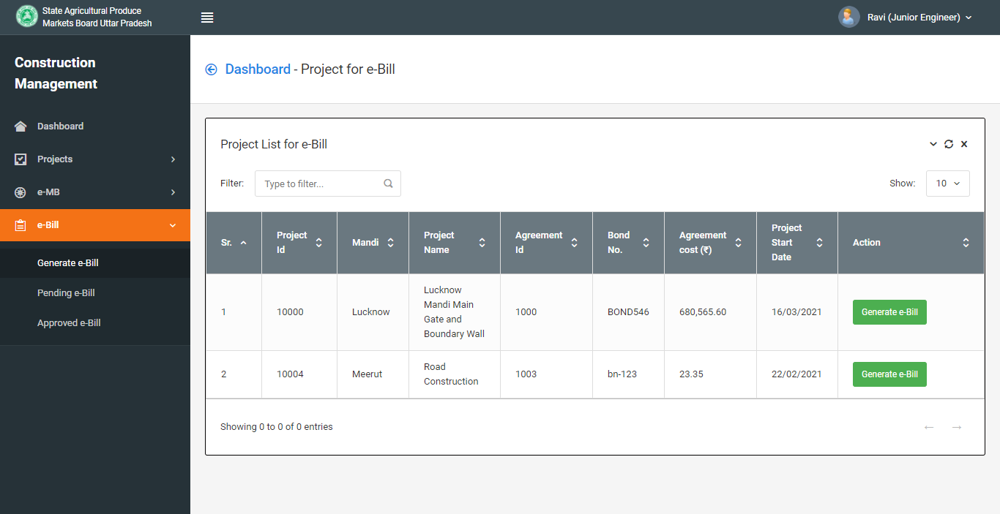 State Agricultural Produce
Markets Board Uttar Pradesh
Ravi (Junior Engineer)
Construction
Management
Dashboard
Projects
e-MB
e-Bill
Generate e-Bill
Pending e-Bill
Approved e-Bill
Dashboard - Project for e-Bill
Project List for e-Bill
Filter: Type to filter... Show: 10
Sr. Project Id Mandi Project Name Agreement Id Bond No. Agreement cost (₹) Project Start Date Action
1 10000 Lucknow Lucknow Mandi Main Gate and Boundary Wall 1000 BOND546 680,565.60 16/03/2021 Generate e-Bill
2 10004 Meerut Road Construction 1003 bn-123 23.35 22/02/2021 Generate e-Bill
Showing 0 to 0 of 0 entries